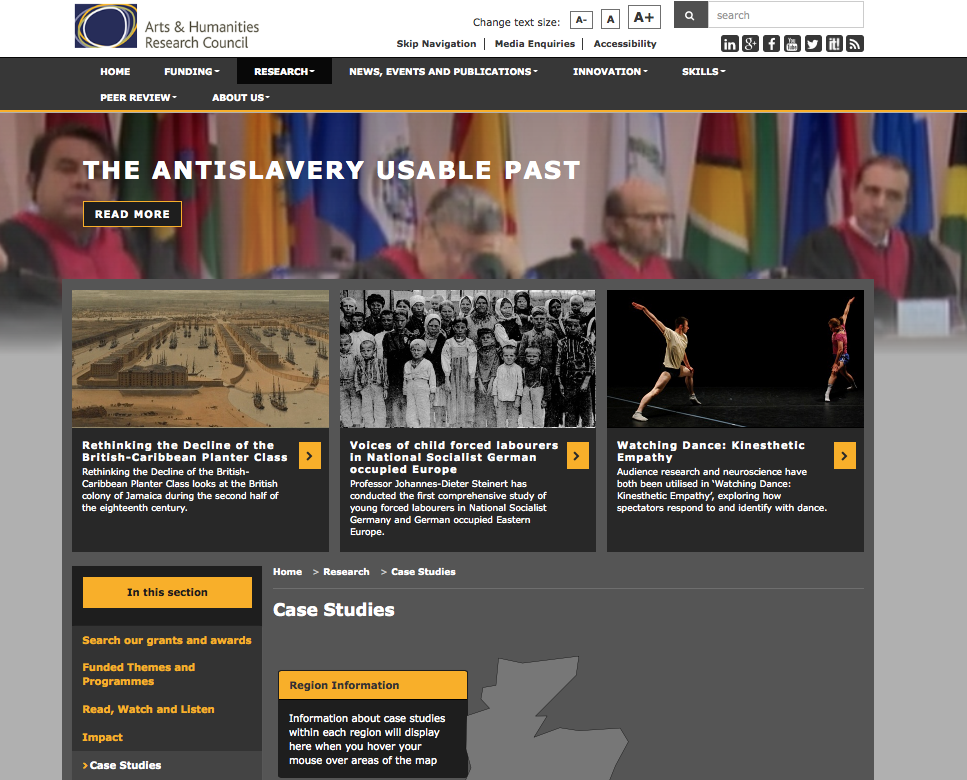 Arts & Humanities
Research Council
Change text size: A- A A+
search
Skip Navigation | Media Enquiries | Accessibility
HOME FUNDING RESEARCH NEWS, EVENTS AND PUBLICATIONS INNOVATION SKILLS
PEER REVIEW ABOUT US
THE ANTISLAVERY USABLE PAST
READ MORE
Rethinking the Decline of the
British-Caribbean Planter Class
Rethinking the Decline of the British-
Caribbean Planter Class looks at the British
colony of Jamaica during the second half of
the eighteenth century.
Voices of child forced labourers
in National Socialist German
occupied Europe
Professor Johannes-Dieter Steinert has
conducted the first comprehensive study of
young forced labourers in National Socialist
Germany and German occupied Eastern
Europe.
Watching Dance: Kinesthetic
Empathy
Audience research and neuroscience have
both been utilised in ‘Watching Dance:
Kinesthetic Empathy’, exploring how
spectators respond to and identify with dance.
In this section
Search our grants and awards
Funded Themes and
Programmes
Read, Watch and Listen
Impact
>Case Studies
Home > Research > Case Studies
Case Studies
Region Information
Information about case studies
within each region will display
here when you hover your
mouse over areas of the map